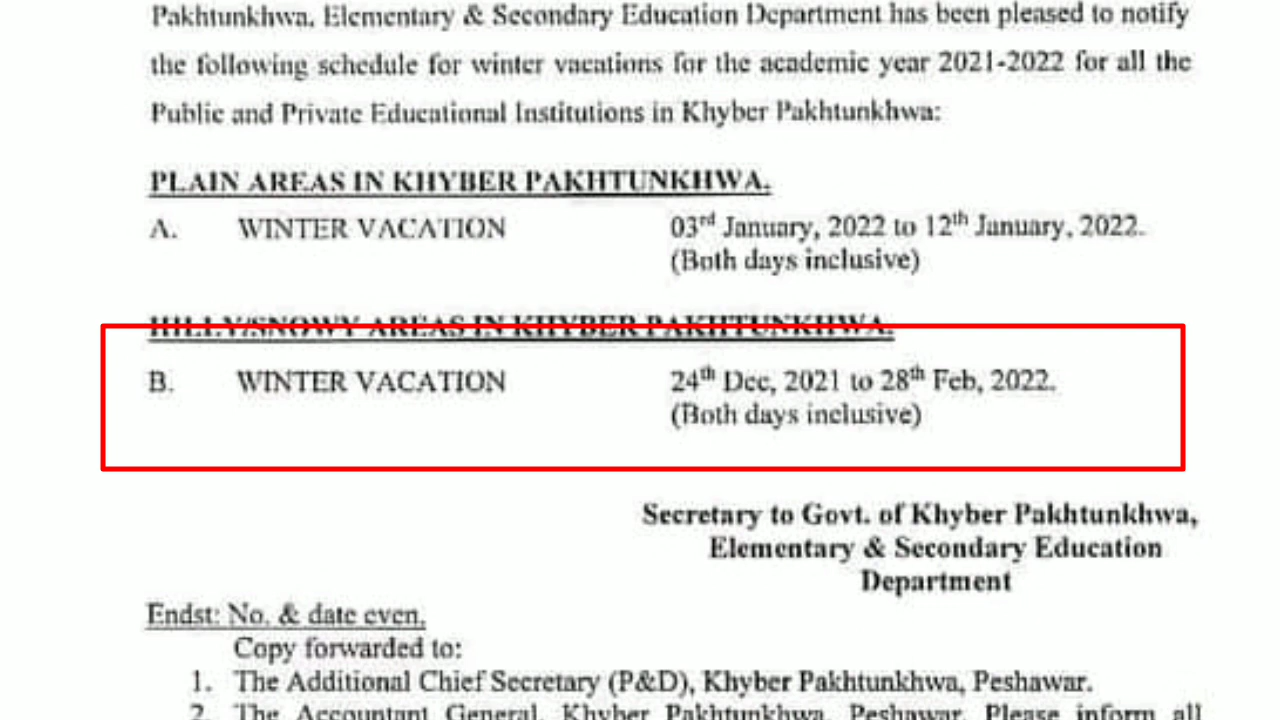 Pakhtunkhwa, Elementary & Secondary Education Department has been pleased to notify
the following schedule for winter vacations for the academic year 2021-2022 for all the
Public and Private Educational Institutions in Khyber Pakhtunkhwa:
PLAIN AREAS IN KHYBER PAKHTUNKHWA.
A. WINTER VACATION 03rd January, 2022 to 12th January, 2022.
(Both days inclusive)
HILLY/SNOWY AREAS IN KHYBER PAKHTUNKHWA.
B. WINTER VACATION 24th Dec, 2021 to 28th Feb, 2022.
(Both days inclusive)
Secretary to Govt. of Khyber Pakhtunkhwa,
Elementary & Secondary Education
Department
Endst: No. & date even.
Copy forwarded to:
1. The Additional Chief Secretary (P&D), Khyber Pakhtunkhwa, Peshawar.
2. The Accountant General, Khyber Pakhtunkhwa, Peshawar. Please inform all